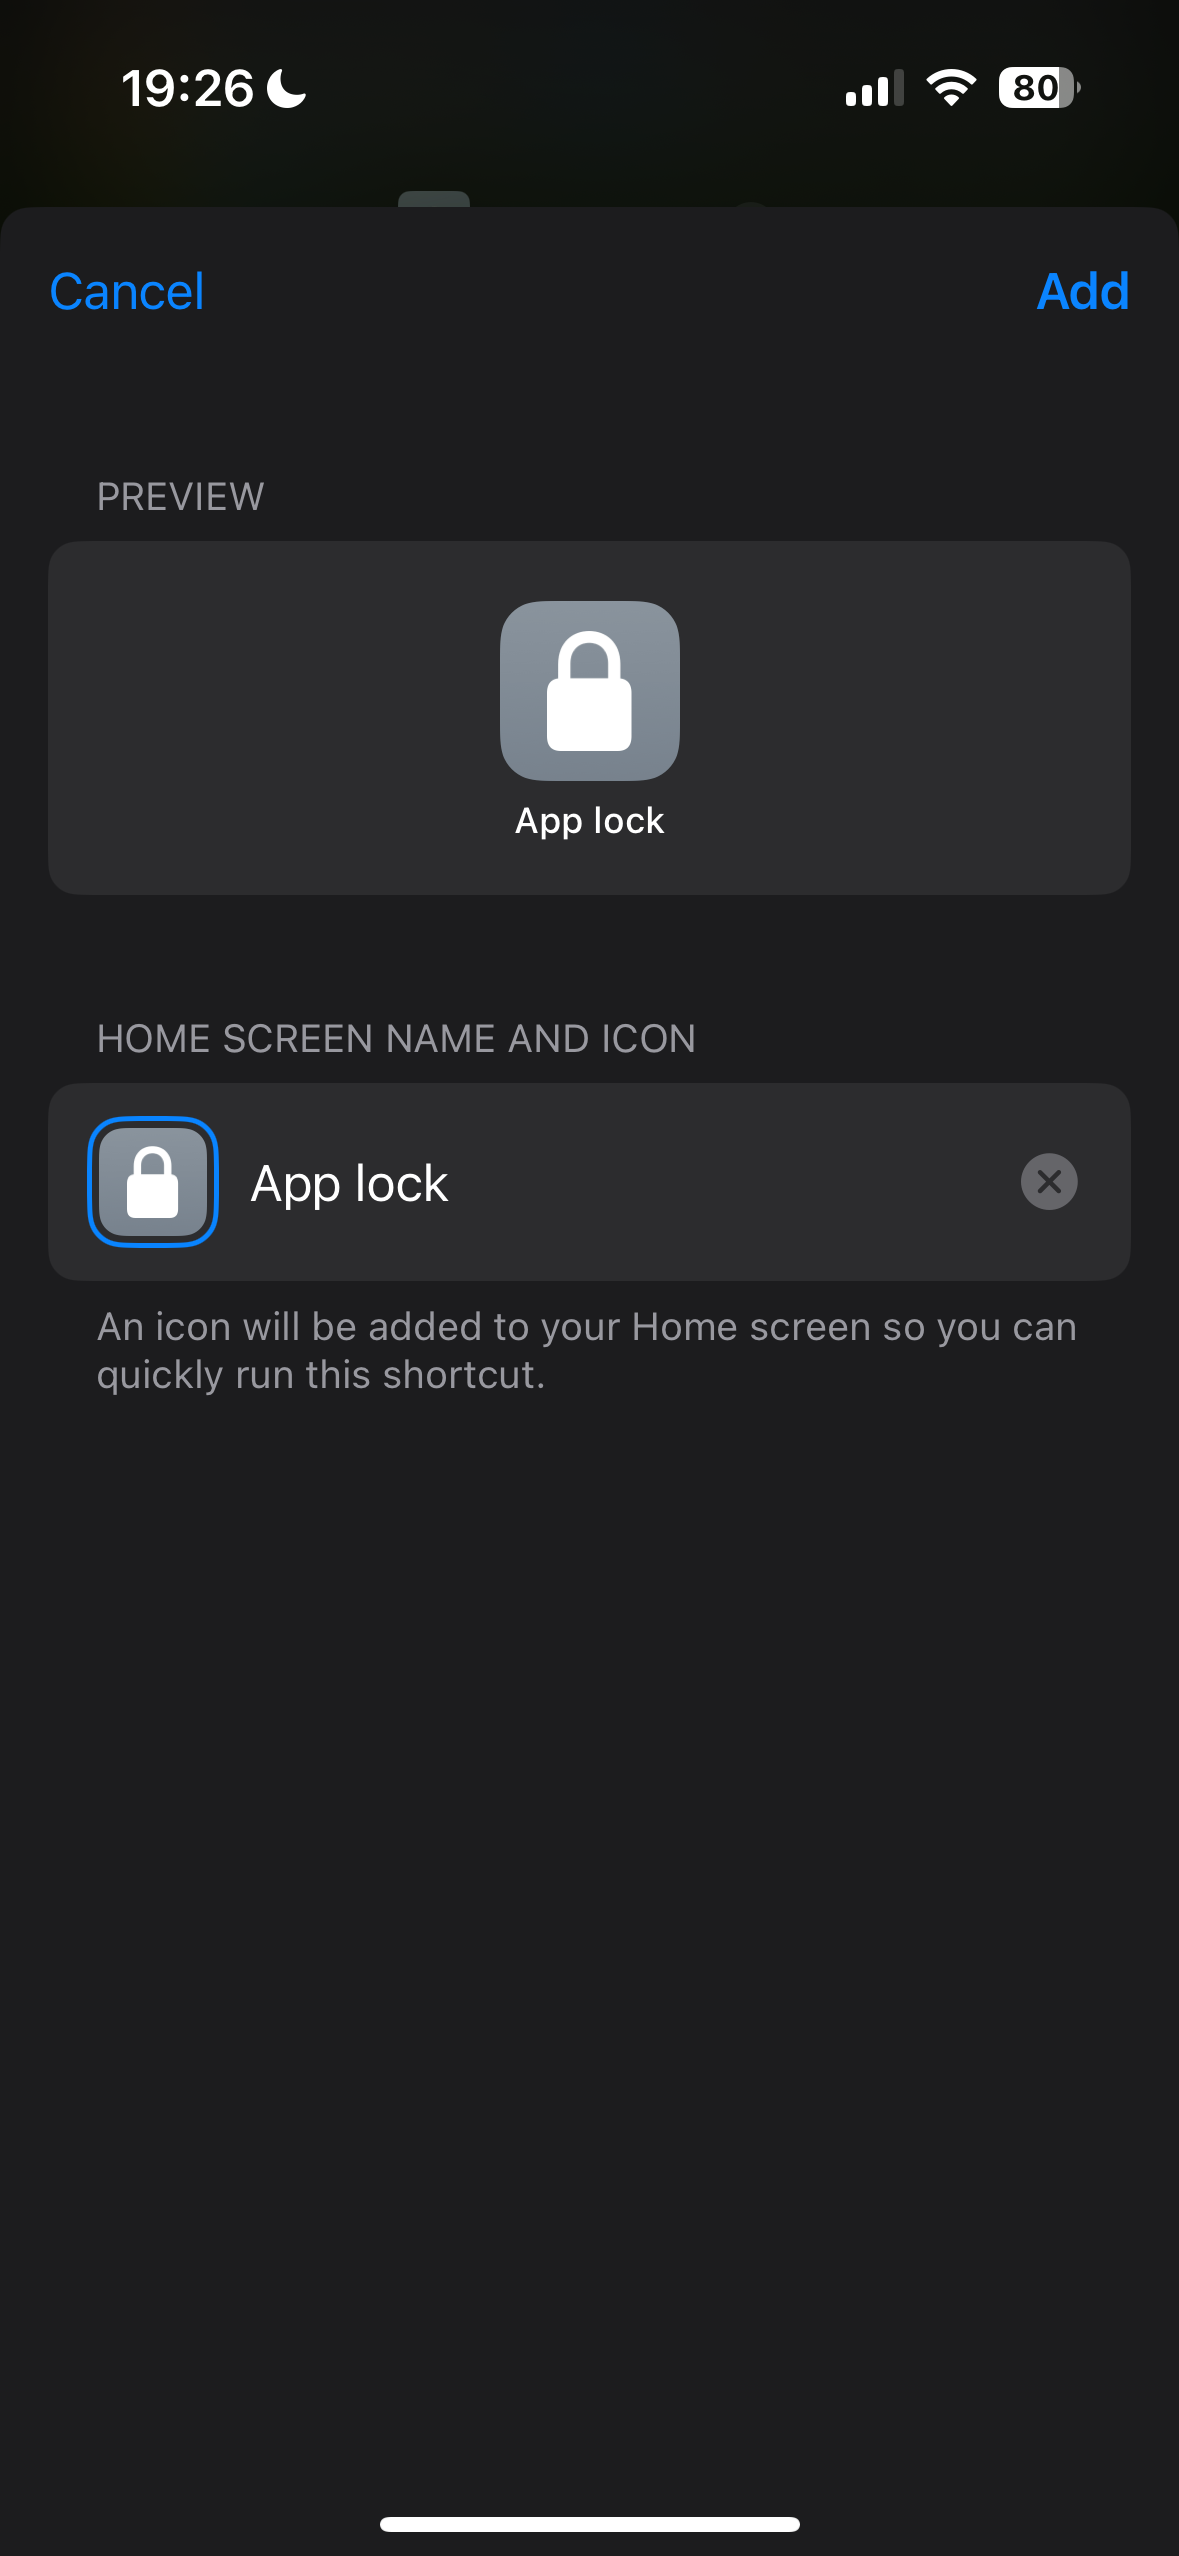 19:26
80
Cancel
Add
PREVIEW
App lock
HOME SCREEN NAME AND ICON
App lock
An icon will be added to your Home screen so you can
quickly run this shortcut.